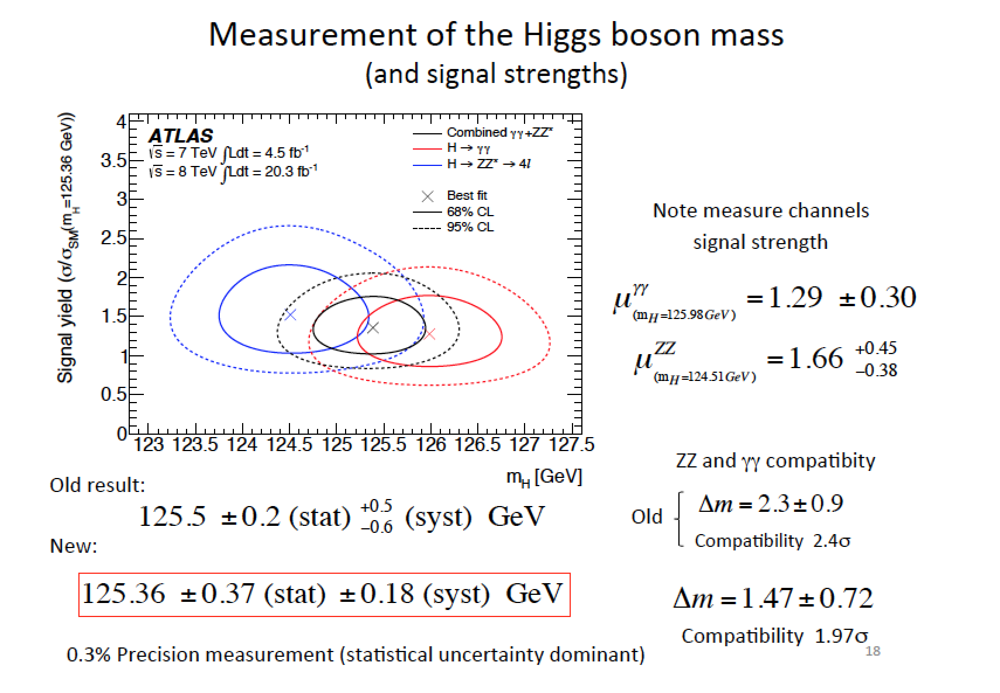 Measurement of the Higgs boson mass
(and signal strengths)
Signal yield (σ/σSM(mH=125.36 GeV))
4
3.5
3
2.5
2
1.5
1
0.5
0
ATLAS
√s = 7 TeV ∫Ldt = 4.5 fb⁻¹
√s = 8 TeV ∫Ldt = 20.3 fb⁻¹
Combined γγ+ZZ*
H → γγ
H → ZZ* → 4l
Best fit
68% CL
95% CL
123 123.5 124 124.5 125 125.5 126 126.5 127 127.5
mH [GeV]
Note measure channels
signal strength
μ^γγ (mH=125.98GeV) = 1.29 ± 0.30
μ^ZZ (mH=124.51GeV) = 1.66 +0.45 −0.38
Old result:
125.5 ± 0.2 (stat) +0.5 −0.6 (syst) GeV
New:
125.36 ± 0.37 (stat) ± 0.18 (syst) GeV
0.3% Precision measurement (statistical uncertainty dominant)
ZZ and γγ compatibity
Old
Δm = 2.3 ± 0.9
Compatibility 2.4σ
Δm = 1.47 ± 0.72
Compatibility 1.97σ
18